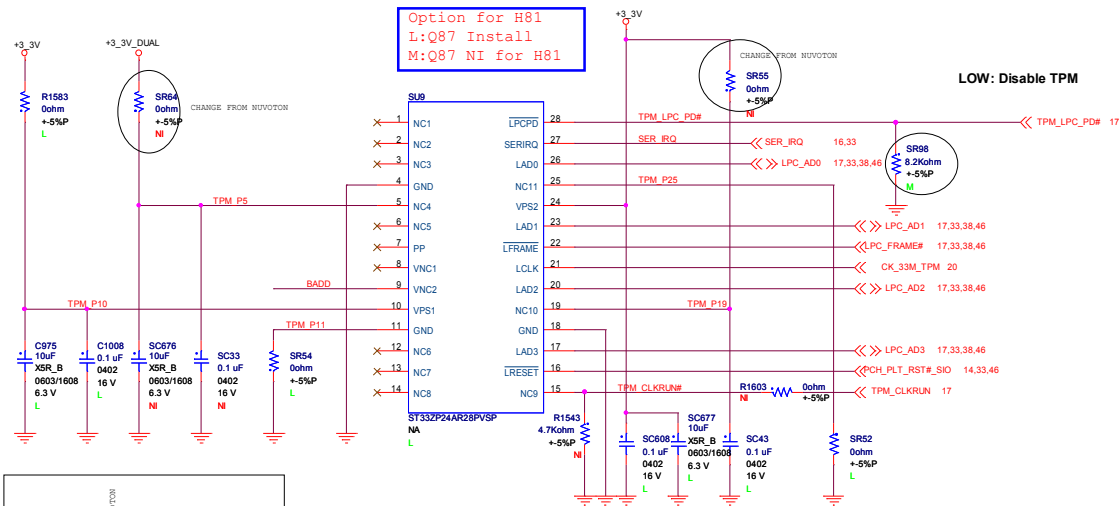 Option for H81
L:Q87 Install
M:Q87 NI for H81
+3_3V
+3_3V_DUAL
+3_3V
R1583
0ohm
+-5%P
L
SR64
0ohm
+-5%P
NI
CHANGE FROM NUVOTON
CHANGE FROM NUVOTON
SR55
0ohm
+-5%P
NI
LOW: Disable TPM
SU9
1 NC1
2 NC2
3 NC3
4 GND
TPM_P5 5 NC4
6 NC5
7 PP
8 VNC1
BADD 9 VNC2
TPM_P10 10 VPS1
TPM_P11 11 GND
12 NC6
13 NC7
14 NC8
LPCPD 28 TPM_LPC_PD# TPM_LPC_PD# 17
SERIRQ 27 SER_IRQ SER_IRQ 16,33
LAD0 26 LPC_AD0 17,33,38,46
NC11 25 TPM_P25
VPS2 24
LAD1 23 LPC_AD1 17,33,38,46
LFRAME 22 LPC_FRAME# 17,33,38,46
LCLK 21 CK_33M_TPM 20
LAD2 20 LPC_AD2 17,33,38,46
NC10 19 TPM_P19
GND 18
LAD3 17 LPC_AD3 17,33,38,46
LRESET 16 PCH_PLT_RST#_SIO 14,33,46
NC9 15 TPM_CLKRUN# TPM_CLKRUN 17
ST33ZP24AR28PVSP
NA
L
SR98
8.2Kohm
+-5%P
M
C975
10uF
X5R_B
0603/1608
6.3 V
L
C1008
0.1 uF
0402
16 V
L
SC676
10uF
X5R_B
0603/1608
6.3 V
NI
SC33
0.1 uF
0402
16 V
NI
SR54
0ohm
+-5%P
L
R1543
4.7Kohm
+-5%P
NI
R1603
NI
0ohm
+-5%P
SC608
0.1 uF
0402
16 V
L
SC677
10uF
X5R_B
0603/1608
6.3 V
L
SC43
0.1 uF
0402
16 V
L
SR52
0ohm
+-5%P
L